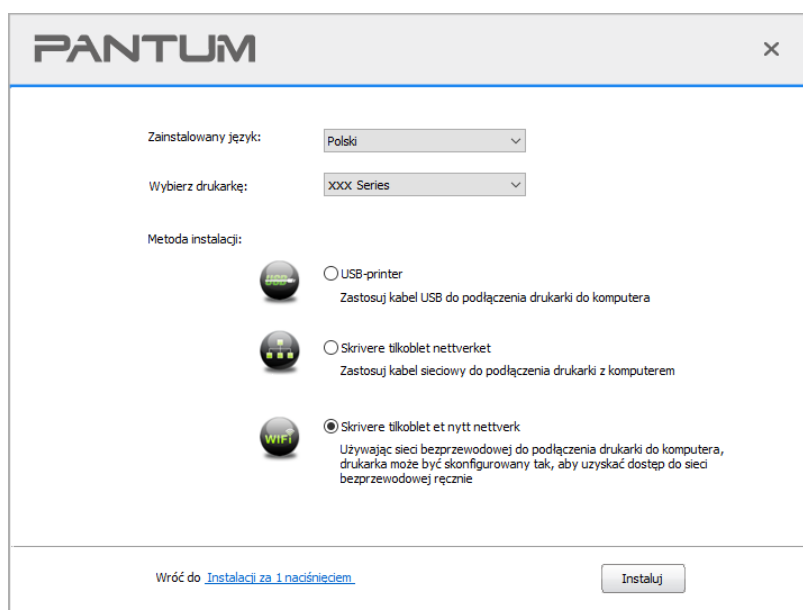 PANTUM
Zainstalowany język:
Polski
Wybierz drukarkę:
XXX Series
Metoda instalacji:
USB
USB-printer
Zastosuj kabel USB do podłączenia drukarki do komputera
Skrivere tilkoblet nettverket
Zastosuj kabel sieciowy do podłączenia drukarki z komputerem
WiFi
Skrivere tilkoblet et nytt nettverk
Używając sieci bezprzewodowej do podłączenia drukarki do komputera,
drukarka może być skonfigurowany tak, aby uzyskać dostęp do sieci
bezprzewodowej ręcznie
Wróć do Instalacji za 1 naciśnięciem
Instaluj